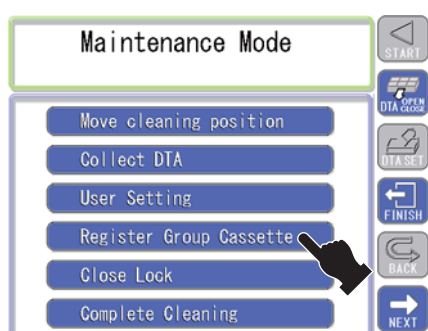 Maintenance Mode
START
DTA OPEN CLOSE
Move cleaning position
Collect DTA
DTA SET
User Setting
FINISH
Register Group Cassette
BACK
Close Lock
Complete Cleaning
NEXT